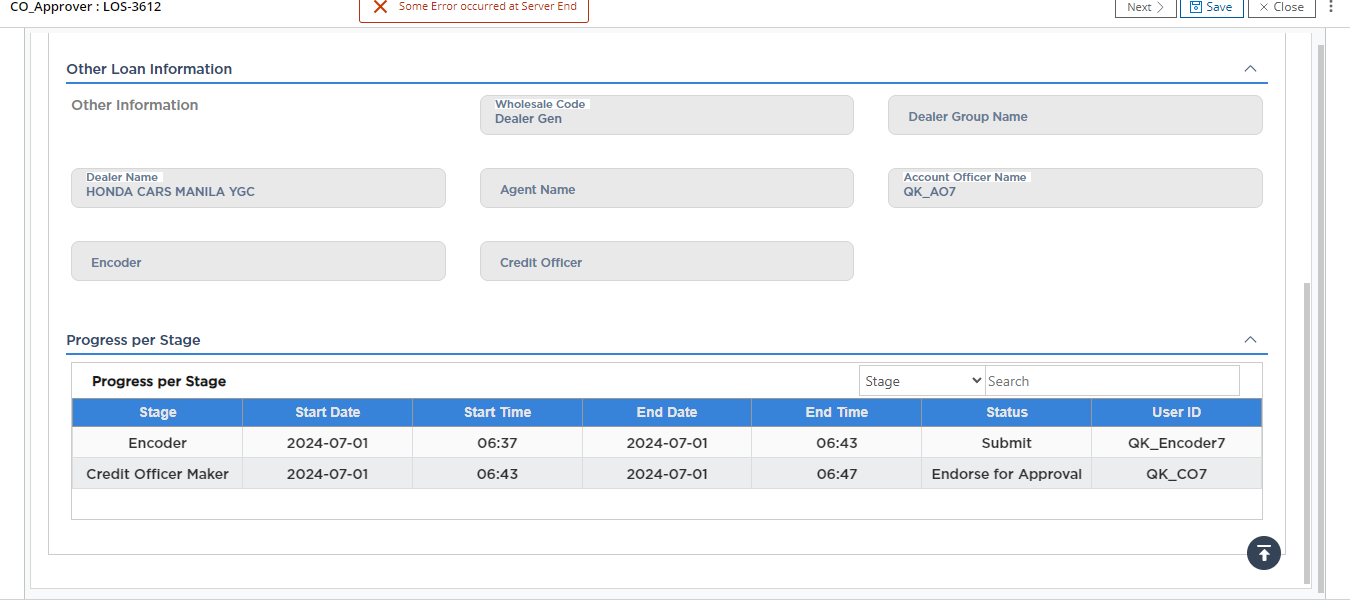 CO_Approver : LOS-3612
Some Error occurred at Server End
Next
Save
Close
Other Loan Information
Other Information
Wholesale Code
Dealer Gen
Dealer Group Name
Dealer Name
HONDA CARS MANILA YGC
Agent Name
Account Officer Name
QK_AO7
Encoder
Credit Officer
Progress per Stage
Progress per Stage
Stage
Search
Stage Start Date Start Time End Date End Time Status User ID
Encoder 2024-07-01 06:37 2024-07-01 06:43 Submit QK_Encoder7
Credit Officer Maker 2024-07-01 06:43 2024-07-01 06:47 Endorse for Approval QK_CO7